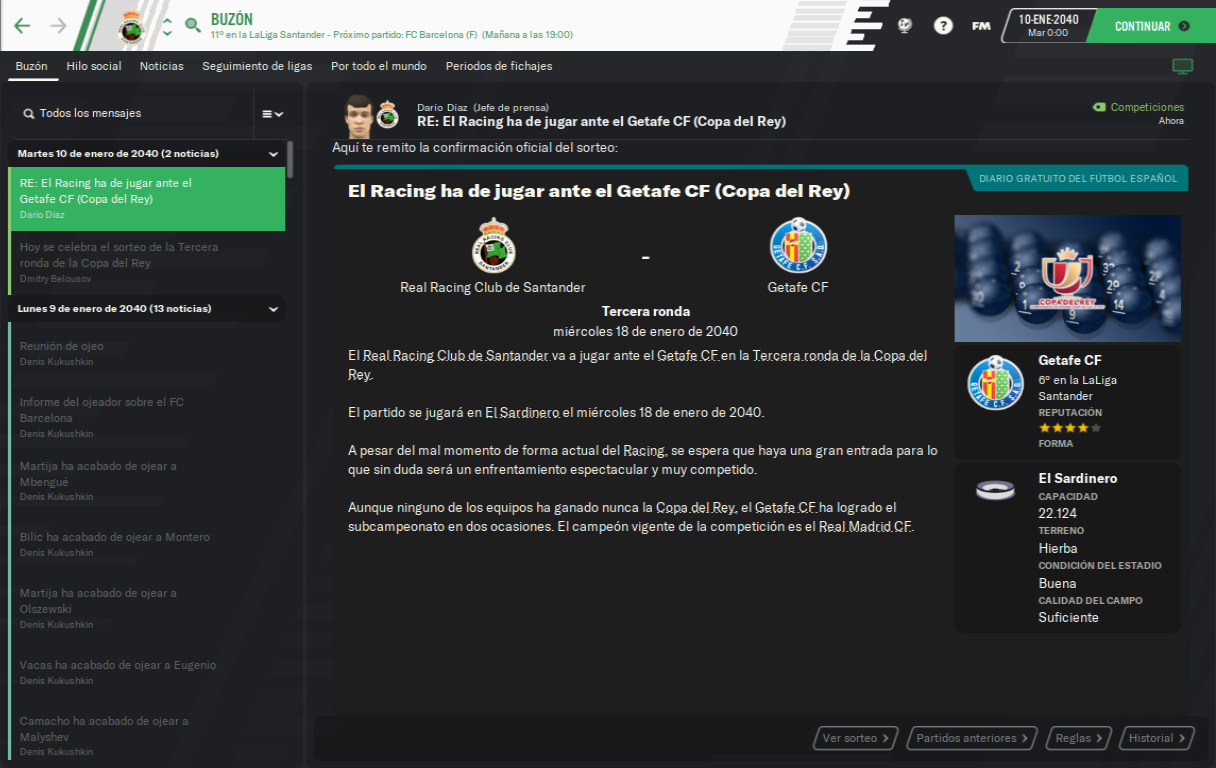 BUZÓN
11º en la LaLiga Santander - Próximo partido: FC Barcelona (F) (Mañana a las 19:00)
?
FM
10-ENE-2040
Mar 0:00
CONTINUAR
Buzón
Hilo social
Noticias
Seguimiento de ligas
Por todo el mundo
Periodos de fichajes
Todos los mensajes
Martes 10 de enero de 2040 (2 noticias)
RE: El Racing ha de jugar ante el
Getafe CF (Copa del Rey)
Darío Díaz
Hoy se celebra el sorteo de la Tercera
ronda de la Copa del Rey
Dmitry Belousov
Lunes 9 de enero de 2040 (13 noticias)
Reunión de ojeo
Denis Kukushkin
Informe del ojeador sobre el FC
Barcelona
Denis Kukushkin
Martija ha acabado de ojear a
Mbengué
Denis Kukushkin
Bilic ha acabado de ojear a Montero
Denis Kukushkin
Martija ha acabado de ojear a
Olszewski
Denis Kukushkin
Vacas ha acabado de ojear a Eugenio
Denis Kukushkin
Camacho ha acabado de ojear a
Malyshev
Denis Kukushkin
Darío Díaz (Jefe de prensa)
RE: El Racing ha de jugar ante el Getafe CF (Copa del Rey)
Competiciones
Ahora
Aquí te remito la confirmación oficial del sorteo:
DIARIO GRATUITO DEL FÚTBOL ESPAÑOL
El Racing ha de jugar ante el Getafe CF (Copa del Rey)
REAL RACING CLUB
SANTANDER
-
GETAFE C.F. S.A.D.
Real Racing Club de Santander
Getafe CF
Tercera ronda
miércoles 18 de enero de 2040
El Real Racing Club de Santander va a jugar ante el Getafe CF en la Tercera ronda de la Copa del
Rey.
El partido se jugará en El Sardinero el miércoles 18 de enero de 2040.
A pesar del mal momento de forma actual del Racing, se espera que haya una gran entrada para lo
que sin duda será un enfrentamiento espectacular y muy competido.
Aunque ninguno de los equipos ha ganado nunca la Copa del Rey, el Getafe CF ha logrado el
subcampeonato en dos ocasiones. El campeón vigente de la competición es el Real Madrid CF.
COPA DEL REY
Getafe CF
6º en la LaLiga
Santander
REPUTACIÓN
FORMA
El Sardinero
CAPACIDAD
22.124
TERRENO
Hierba
CONDICIÓN DEL ESTADIO
Buena
CALIDAD DEL CAMPO
Suficiente
Ver sorteo
Partidos anteriores
Reglas
Historial